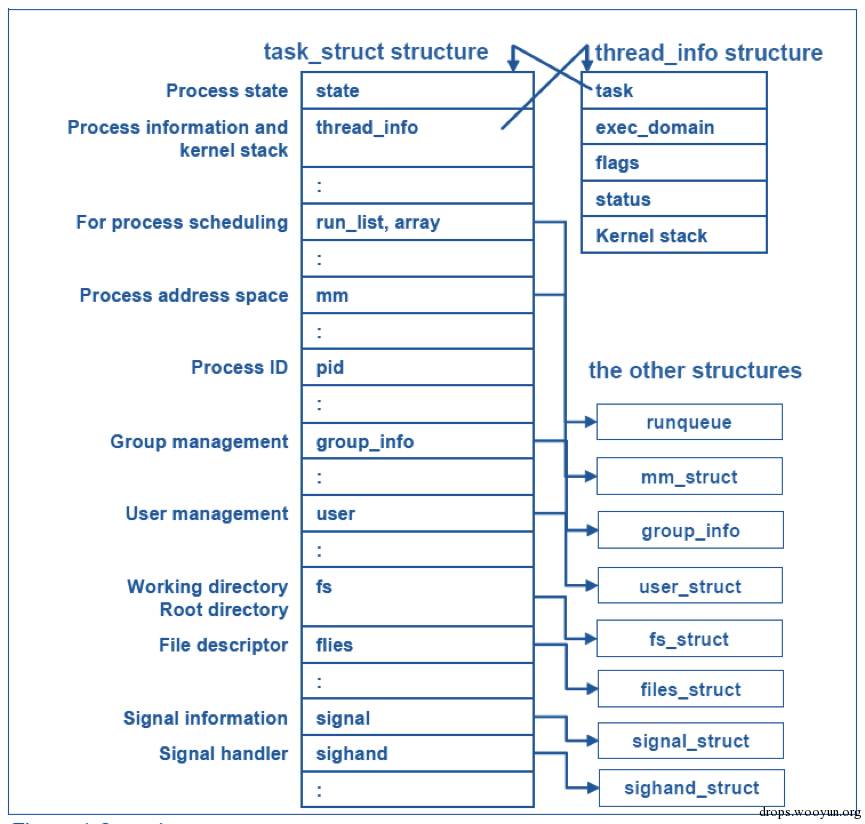 task_struct structure
thread_info structure
Process state
state
task
Process information and
kernel stack
thread_info
exec_domain
flags
:
status
For process scheduling
run_list, array
Kernel stack
:
Process address space
mm
:
Process ID
pid
the other structures
:
runqueue
Group management
group_info
:
mm_struct
User management
user
group_info
:
Working directory
Root directory
fs
user_struct
File descriptor
flies
fs_struct
:
files_struct
Signal information
signal
signal_struct
Signal handler
sighand
:
sighand_struct
drops.wooyun.org